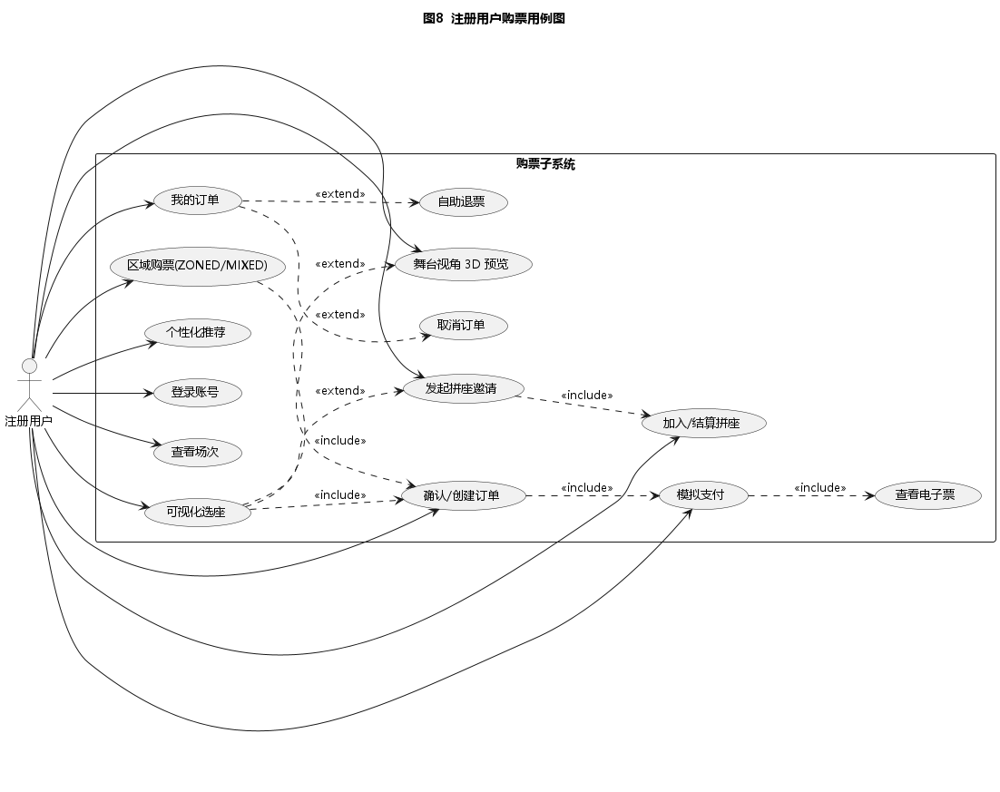 图8 注册用户购票用例图
购票子系统
我的订单
«extend»
自助退票
区域购票(ZONED/MIXED)
«extend»
舞台视角 3D 预览
个性化推荐
«extend»
取消订单
注册用户
登录账号
«extend»
发起拼座邀请
«include»
加入/结算拼座
查看场次
«include»
可视化选座
«include»
确认/创建订单
«include»
模拟支付
«include»
查看电子票